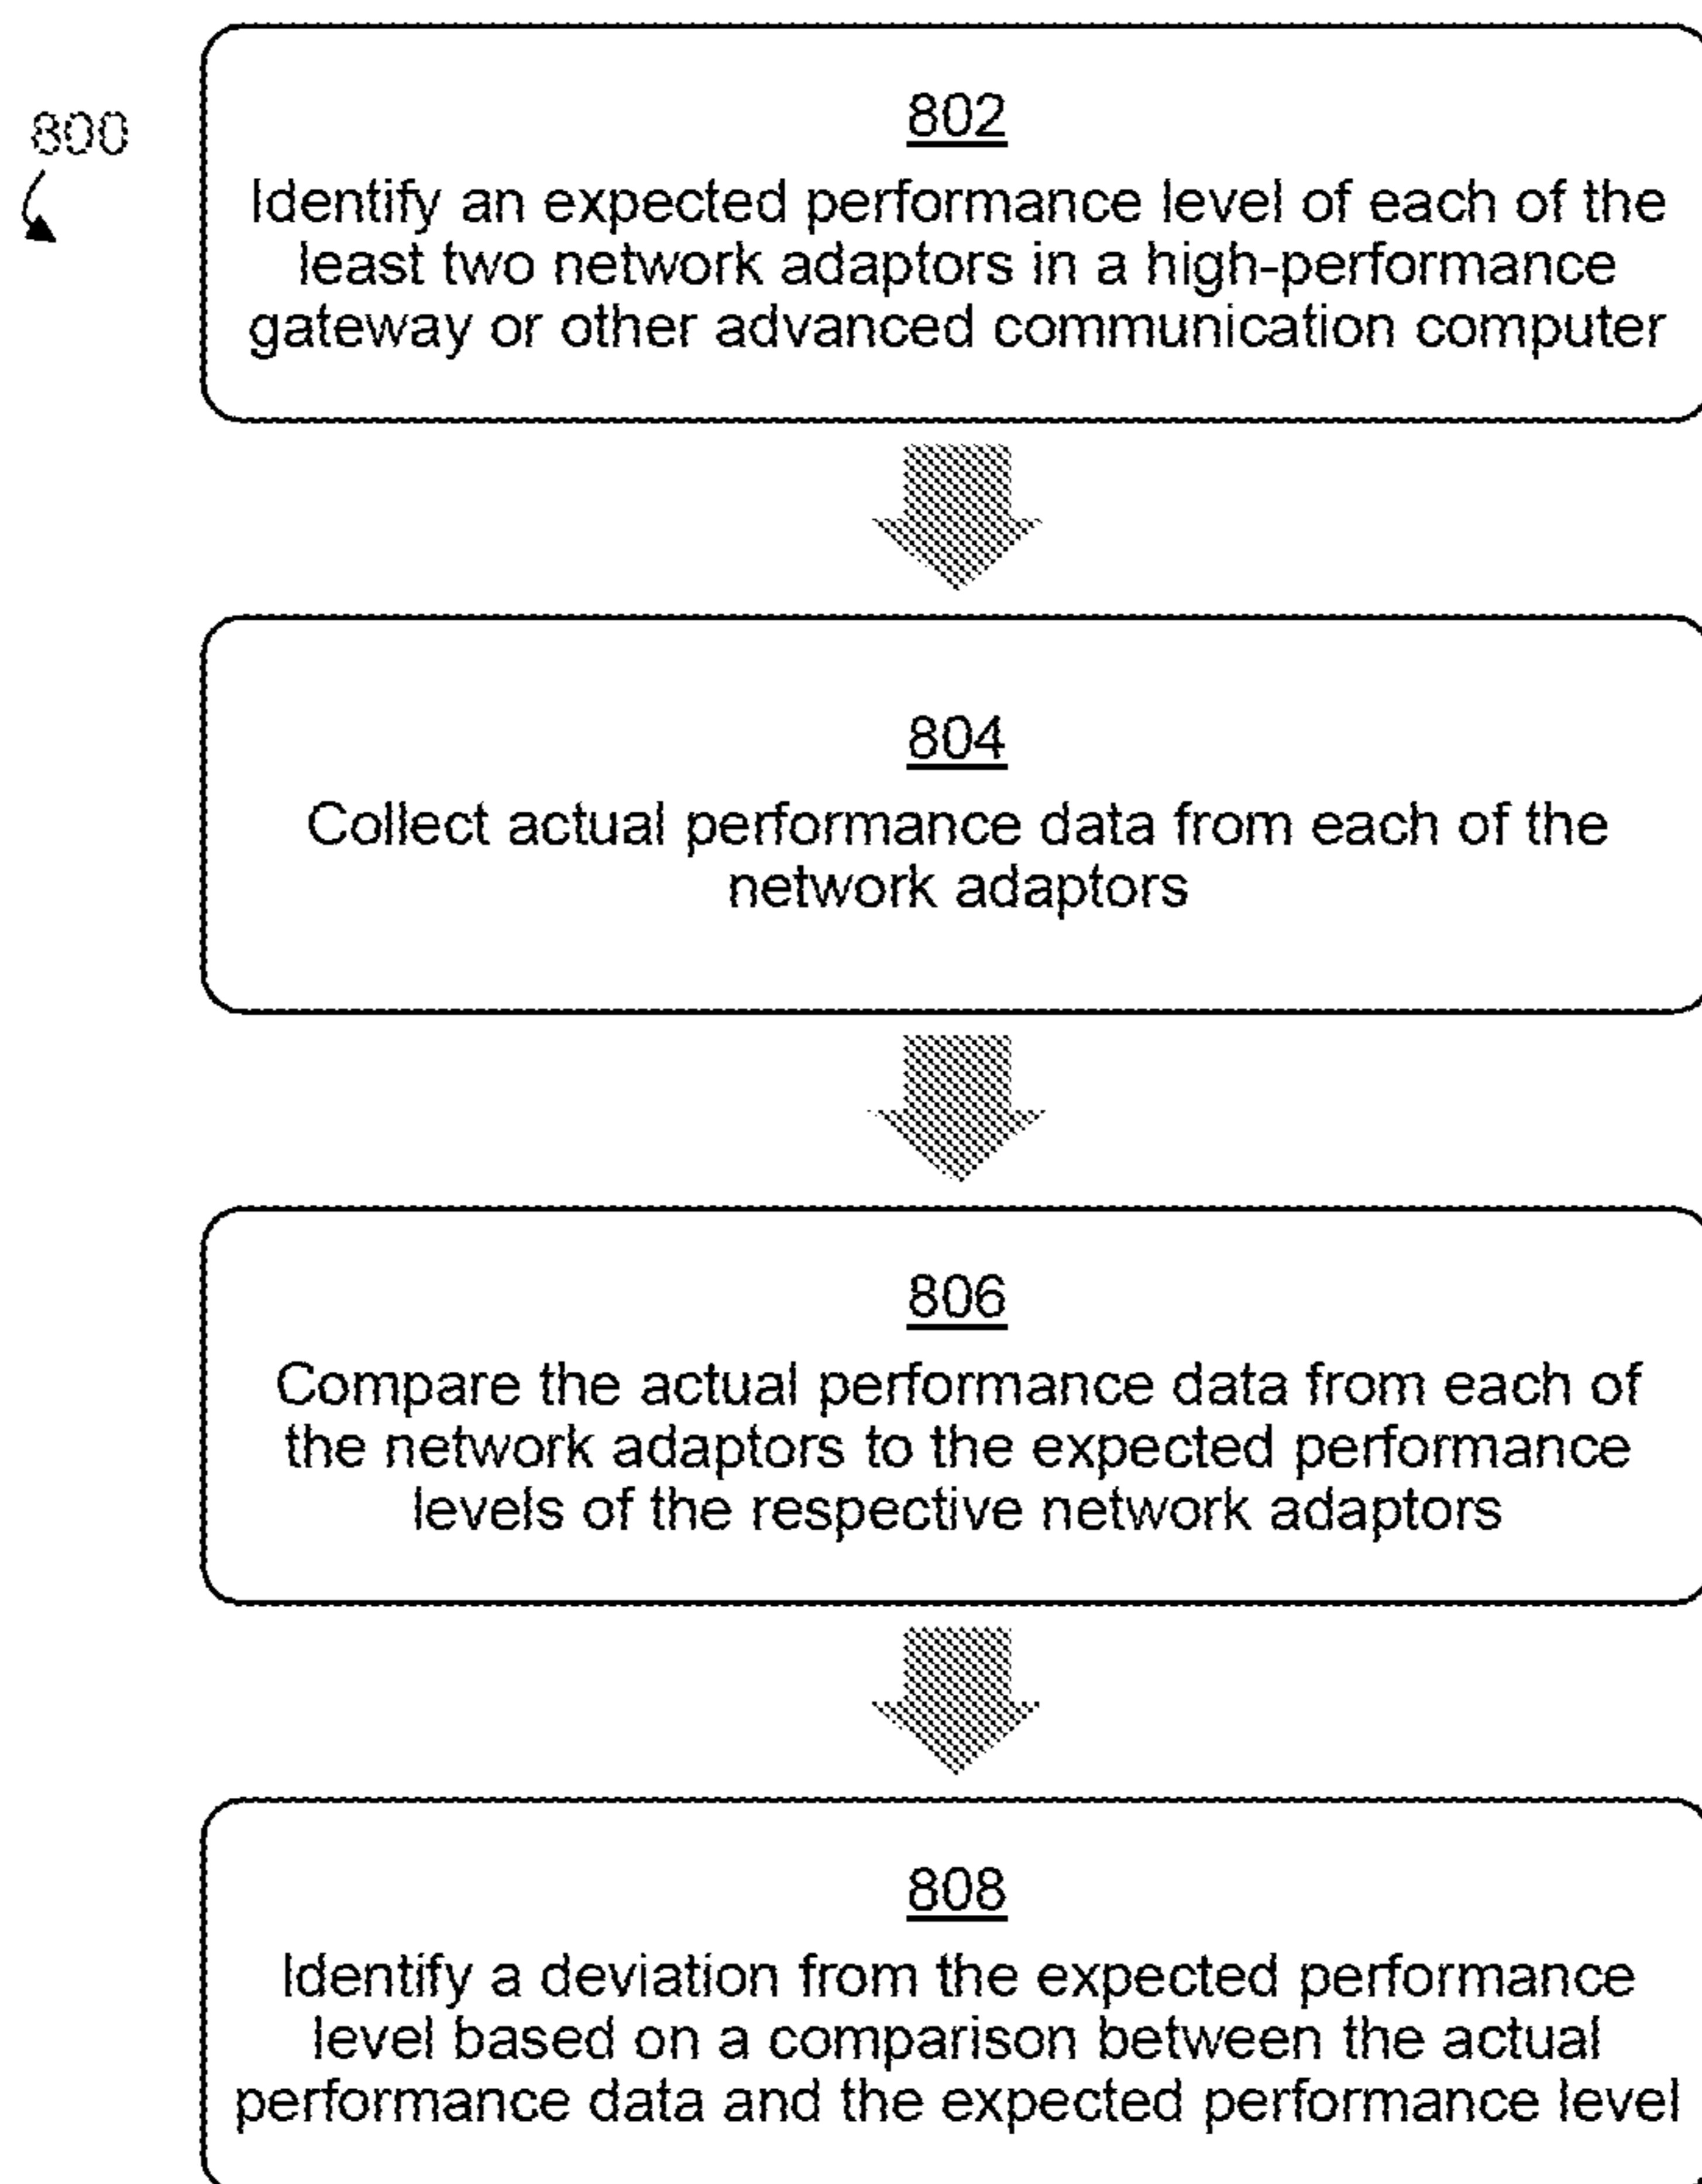 800
802
Identify an expected performance level of each of the
least two network adaptors in a high-performance
gateway or other advanced communication computer
804
Collect actual performance data from each of the
network adaptors
806
Compare the actual performance data from each of
the network adaptors to the expected performance
levels of the respective network adaptors
808
Identify a deviation from the expected performance
level based on a comparison between the actual
performance data and the expected performance level